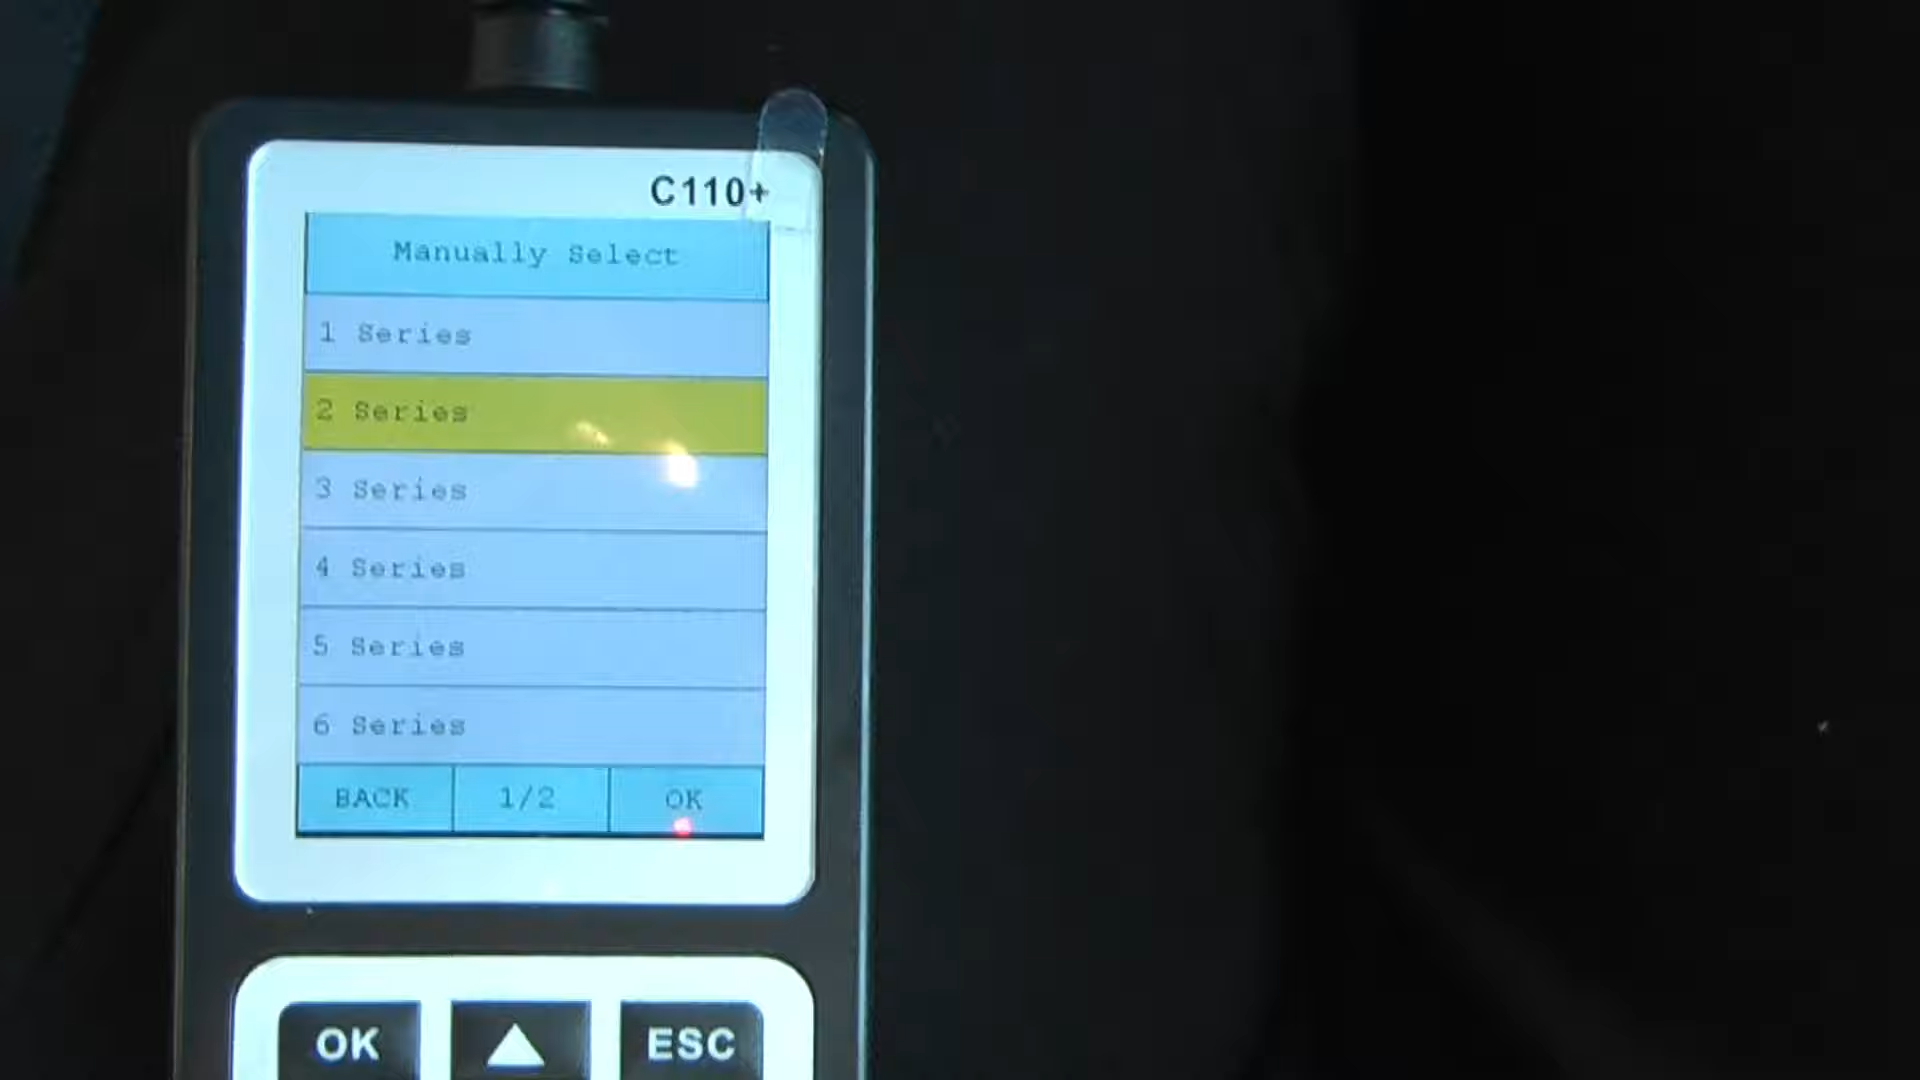 C110+
Manually Select
1 Series
2 Series
3 Series
4 Series
5 Series
6 Series
BACK 1/2 OK
OK ESC